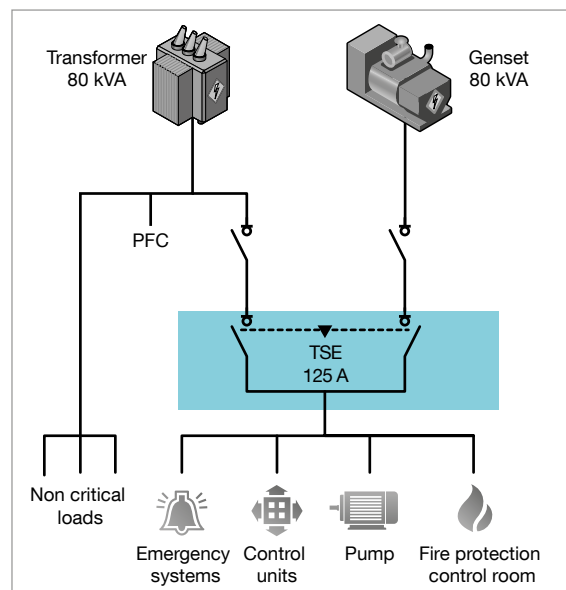 Transformer
80 kVA
Genset
80 kVA
PFC
TSE
125 A
Non critical
loads
Emergency
systems
Control
units
Pump
Fire protection
control room